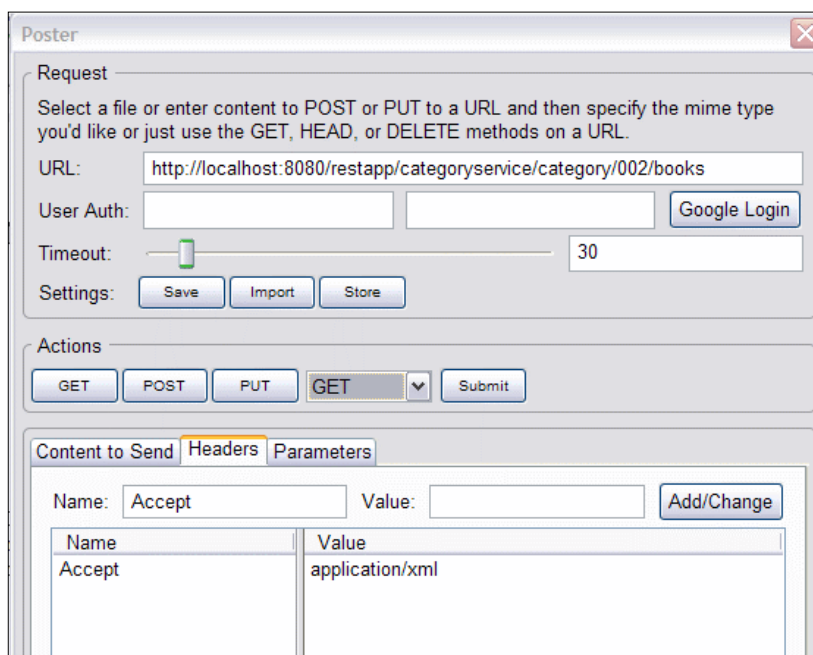 Poster
Request
Select a file or enter content to POST or PUT to a URL and then specify the mime type
you'd like or just use the GET, HEAD, or DELETE methods on a URL.
URL: http://localhost:8080/restapp/categoryservice/category/002/books
User Auth: Google Login
Timeout: 30
Settings: Save Import Store
Actions
GET POST PUT GET Submit
Content to Send Headers Parameters
Name: Accept Value: Add/Change
Name Value
Accept application/xml